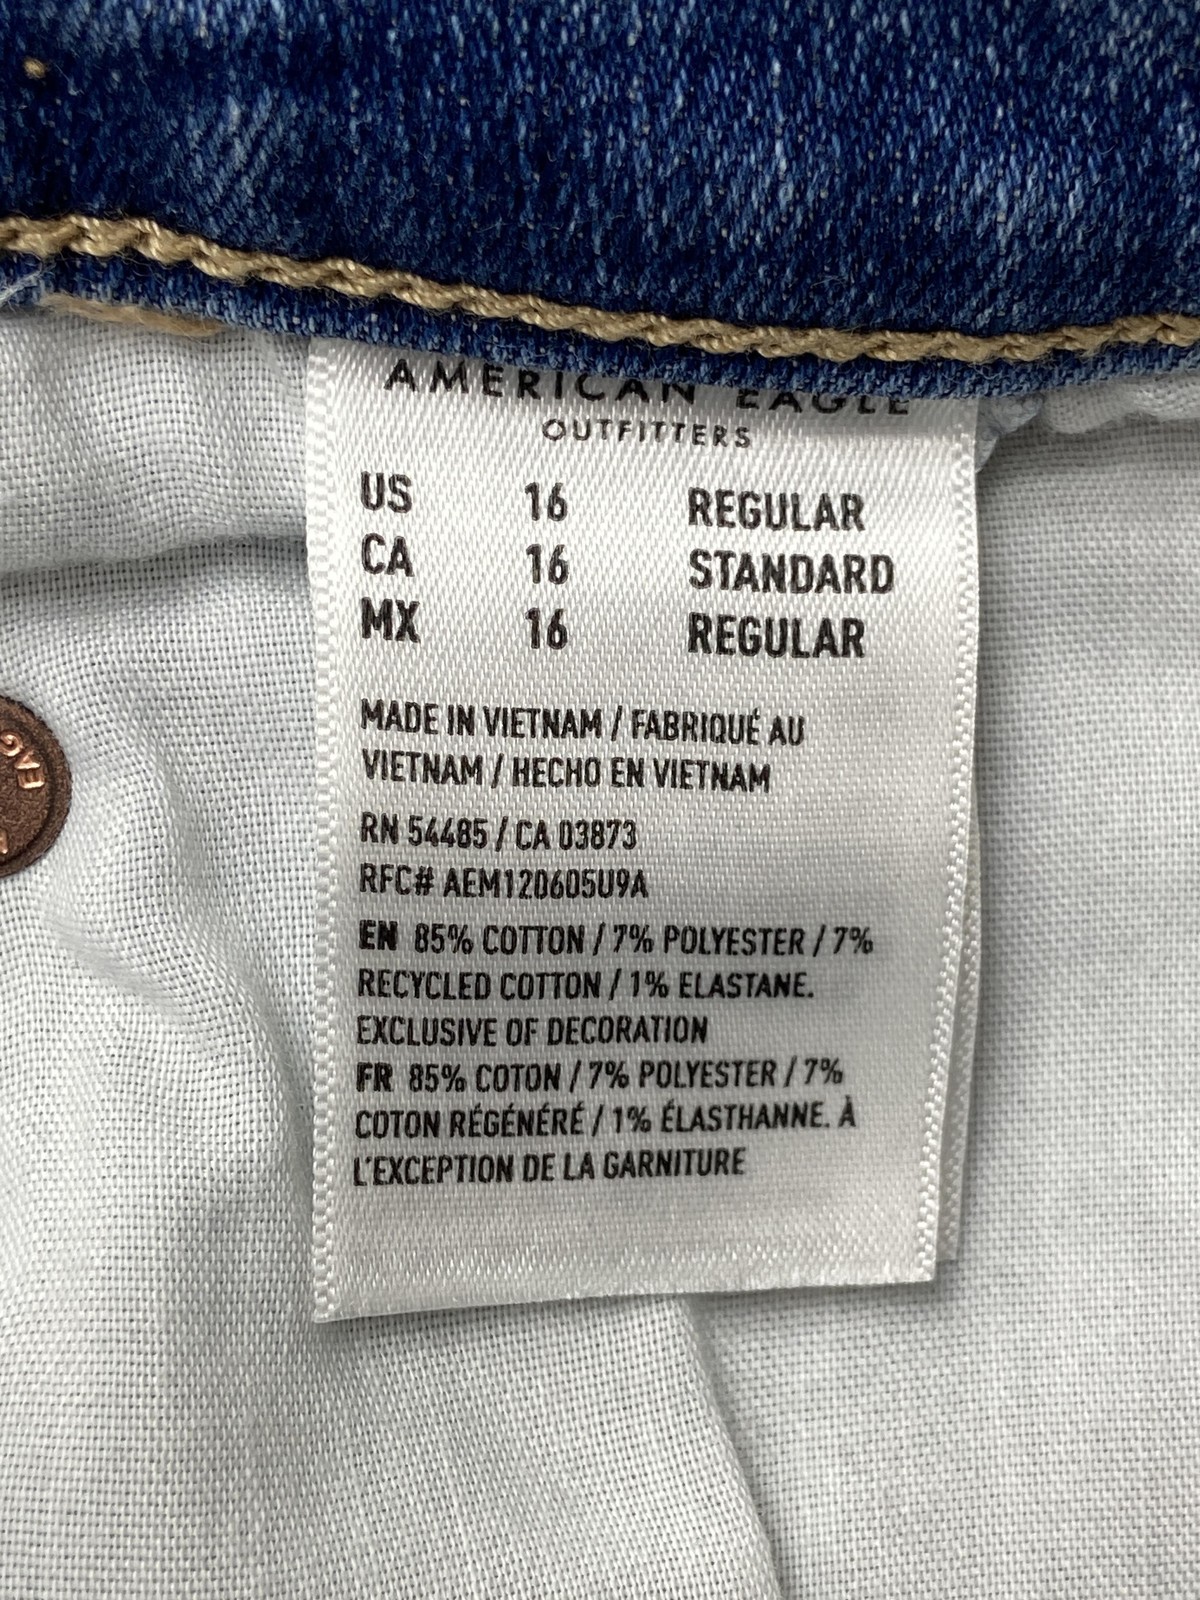 AMERICAN EAGLE
OUTFITTERS
US 16 REGULAR
CA 16 STANDARD
MX 16 REGULAR
MADE IN VIETNAM / FABRIQUÉ AU
VIETNAM / HECHO EN VIETNAM
RN 54485 / CA 03873
RFC# AEM120605U9A
EN 85% COTTON / 7% POLYESTER / 7%
RECYCLED COTTON / 1% ELASTANE.
EXCLUSIVE OF DECORATION
FR 85% COTON / 7% POLYESTER / 7%
COTON RÉGÉNÉRÉ / 1% ÉLASTHANNE. À
L'EXCEPTION DE LA GARNITURE